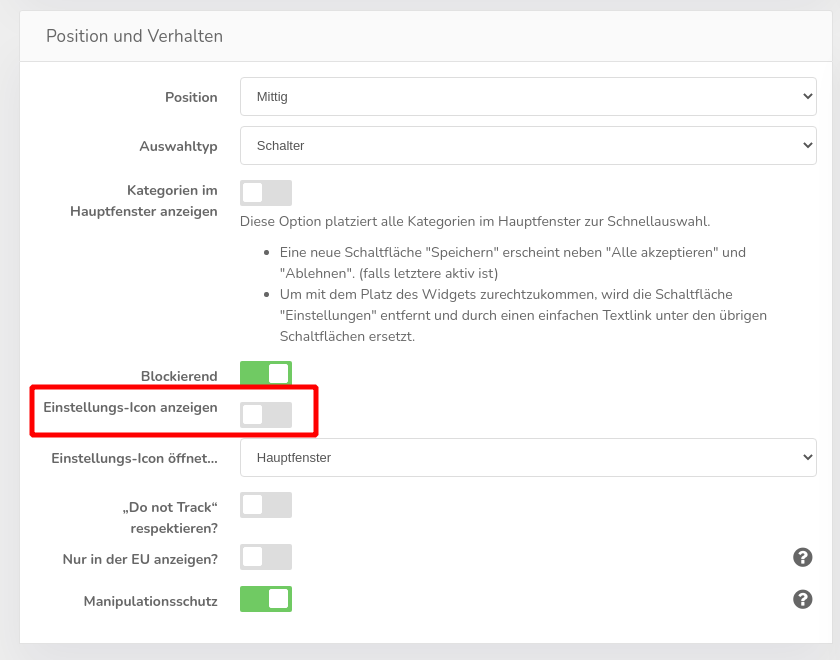 Position und Verhalten
Position
Mittig
Auswahltyp
Schalter
Kategorien im
Hauptfenster anzeigen
Diese Option platziert alle Kategorien im Hauptfenster zur Schnellauswahl.
Eine neue Schaltfläche "Speichern" erscheint neben "Alle akzeptieren" und
"Ablehnen". (falls letztere aktiv ist)
Um mit dem Platz des Widgets zurechtzukommen, wird die Schaltfläche
"Einstellungen" entfernt und durch einen einfachen Textlink unter den übrigen
Schaltflächen ersetzt.
Blockierend
Einstellungs-Icon anzeigen
Einstellungs-Icon öffnet...
Hauptfenster
„Do not Track“
respektieren?
Nur in der EU anzeigen?
?
Manipulationsschutz
?